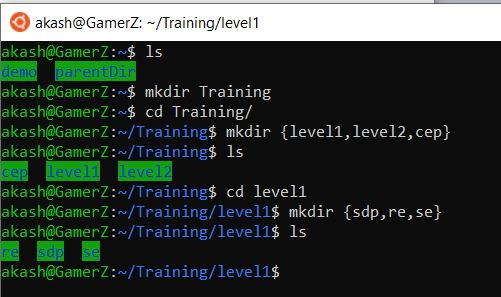 akash@GamerZ: ~/Training/level1
akash@GamerZ:~$ ls
demo  parentDir
akash@GamerZ:~$ mkdir Training
akash@GamerZ:~$ cd Training/
akash@GamerZ:~/Training$ mkdir {level1,level2,cep}
akash@GamerZ:~/Training$ ls
cep  level1  level2
akash@GamerZ:~/Training$ cd level1
akash@GamerZ:~/Training/level1$ mkdir {sdp,re,se}
akash@GamerZ:~/Training/level1$ ls
re  sdp  se
akash@GamerZ:~/Training/level1$